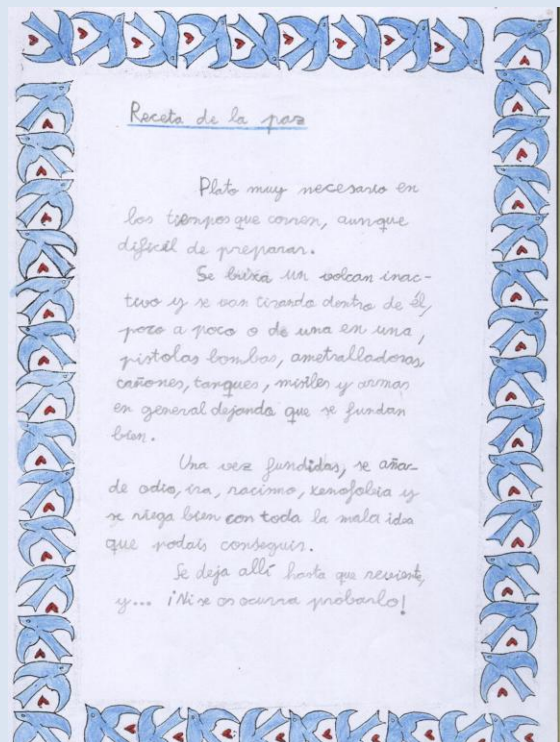 Receta de la paz
Plato muy necesario en
los tiempos que corren, aunque
difícil de preparar.
Se busca un volcan inac-
tivo y se van tirando dentro de él,
poco a poco o de una en una,
pistolas bombas, ametralladoras,
cañones, tanques, misiles y armas
en general dejando que se fundan
bien.
Una vez fundidas, se aña-
de odio, ira, racismo, xenofobia y
se riega bien con toda la mala idea
que podáis conseguir.
Se deja allí hasta que reviente,
y... ¡Ni se os ocurra probarlo!